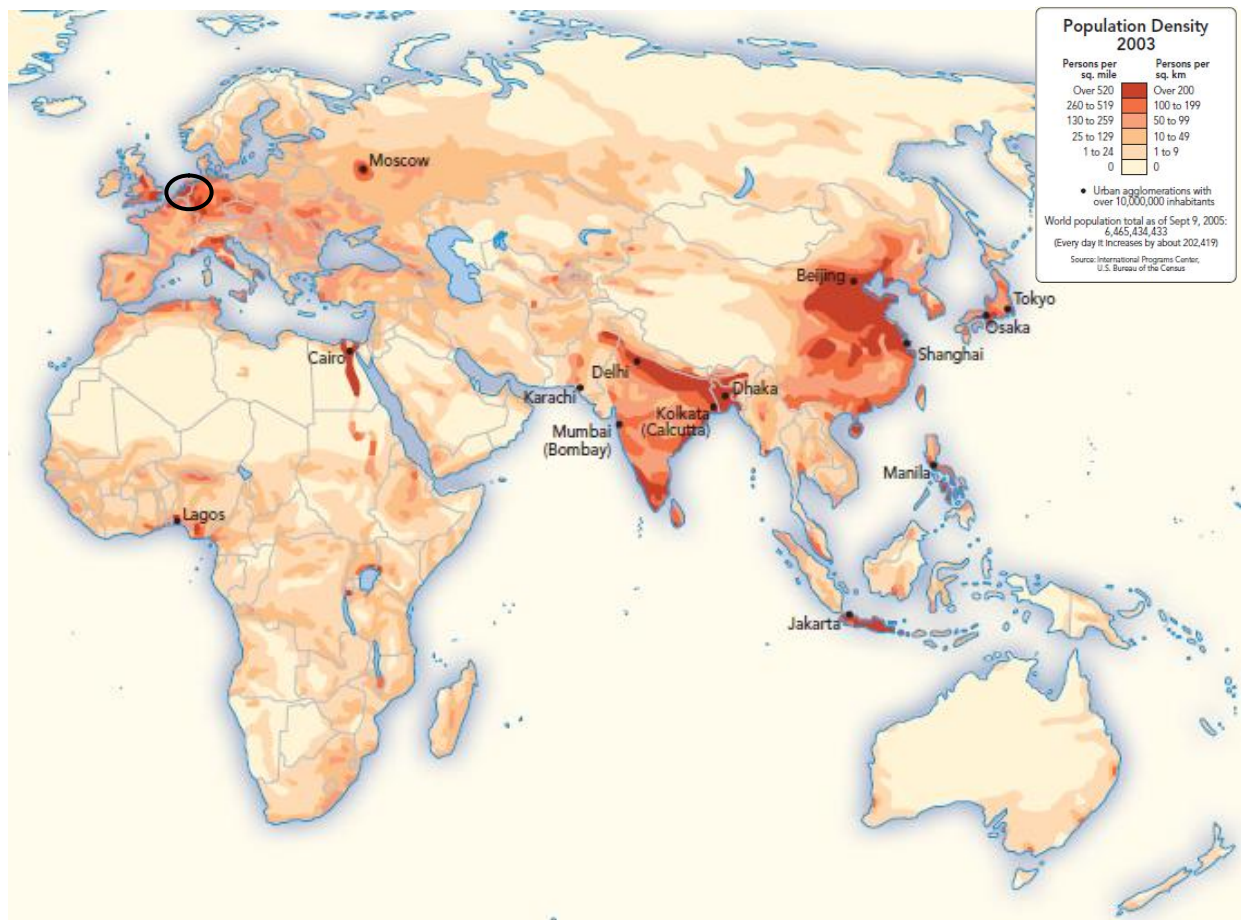 Population Density
2003
Persons per Persons per
sq. mile sq. km
Over 520 Over 200
260 to 519 100 to 199
130 to 259 50 to 99
25 to 129 10 to 49
1 to 24 1 to 9
0 0
• Urban agglomerations with
over 10,000,000 inhabitants
World population total as of Sept 9, 2005:
6,465,434,433
(Every day it increases by about 202,419)
Source: International Programs Center,
U.S. Bureau of the Census
Moscow
Beijing
Tokyo
Osaka
Shanghai
Cairo
Delhi
Dhaka
Karachi
Kolkata
(Calcutta)
Mumbai
(Bombay)
Manila
Lagos
Jakarta